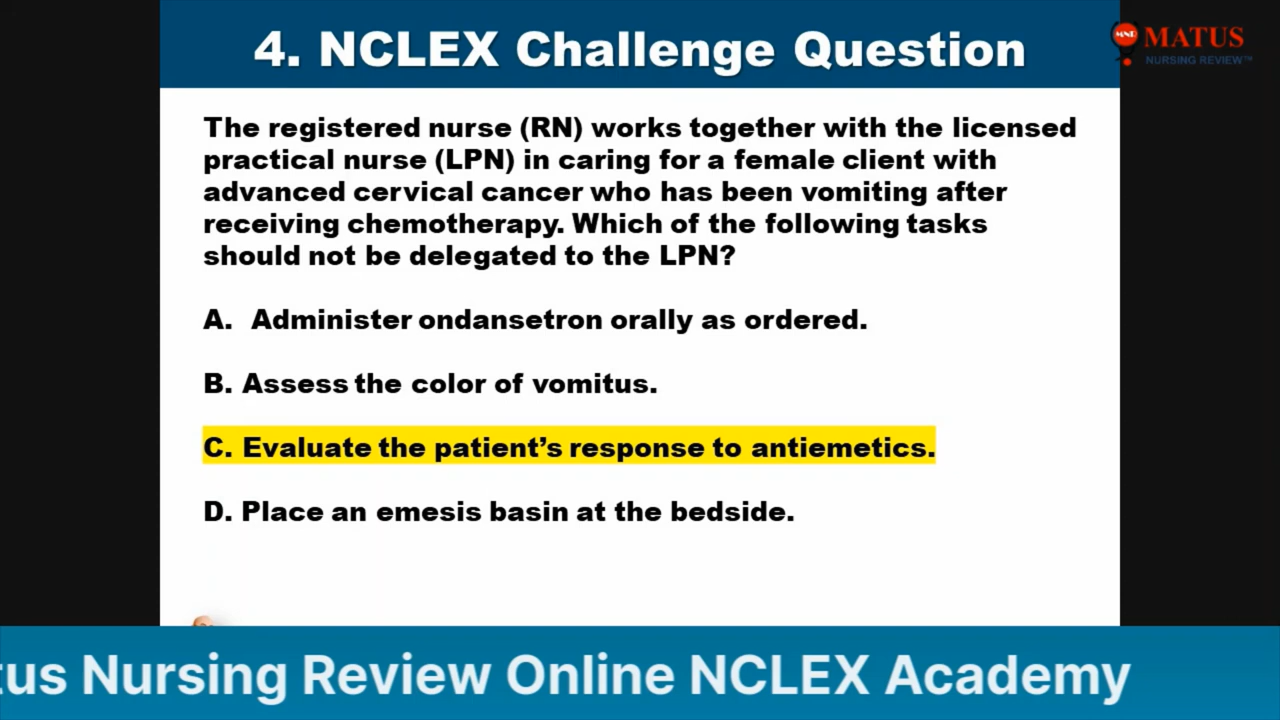 4. NCLEX Challenge Question
MNR
MATUS
NURSING REVIEW™
The registered nurse (RN) works together with the licensed
practical nurse (LPN) in caring for a female client with
advanced cervical cancer who has been vomiting after
receiving chemotherapy. Which of the following tasks
should not be delegated to the LPN?
A. Administer ondansetron orally as ordered.
B. Assess the color of vomitus.
C. Evaluate the patient’s response to antiemetics.
D. Place an emesis basin at the bedside.
tus Nursing Review Online NCLEX Academy